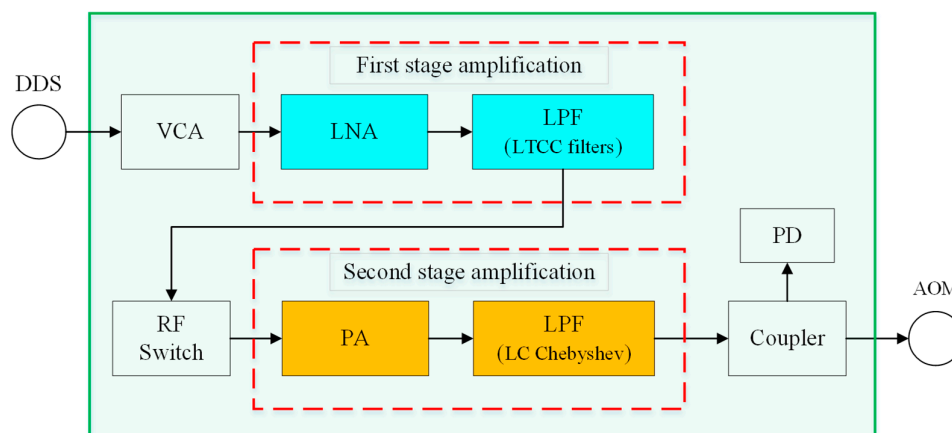 First stage amplification
DDS
VCA
LNA
LPF
(LTCC filters)
PD
Second stage amplification
AOM
RF
Switch
PA
LPF
(LC Chebyshev)
Coupler